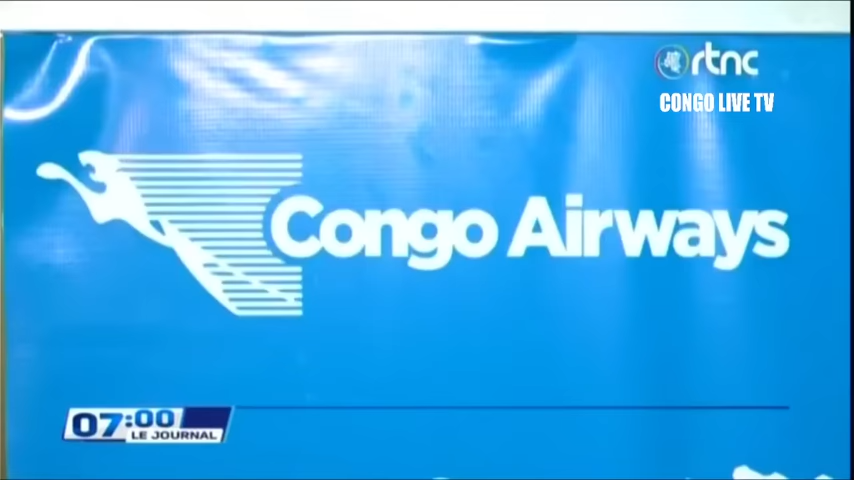 rtnc
CONGO LIVE TV
Congo Airways
07:00
LE JOURNAL